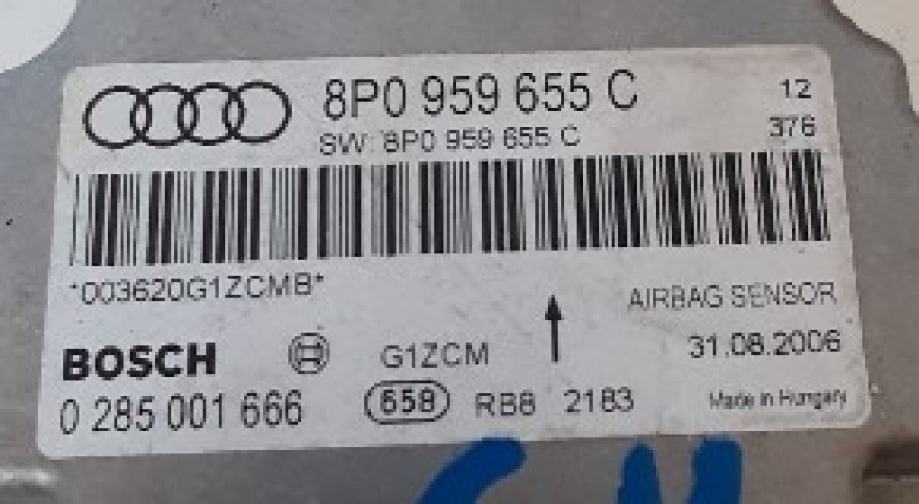 8P0 959 655 C
12
SW: 8P0 959 655 C
376
*003620G1ZCMB*
AIRBAG SENSOR
BOSCH
G1ZCM
31.08.2006
0 285 001 666
658
RB8
2183
Made in Hungary